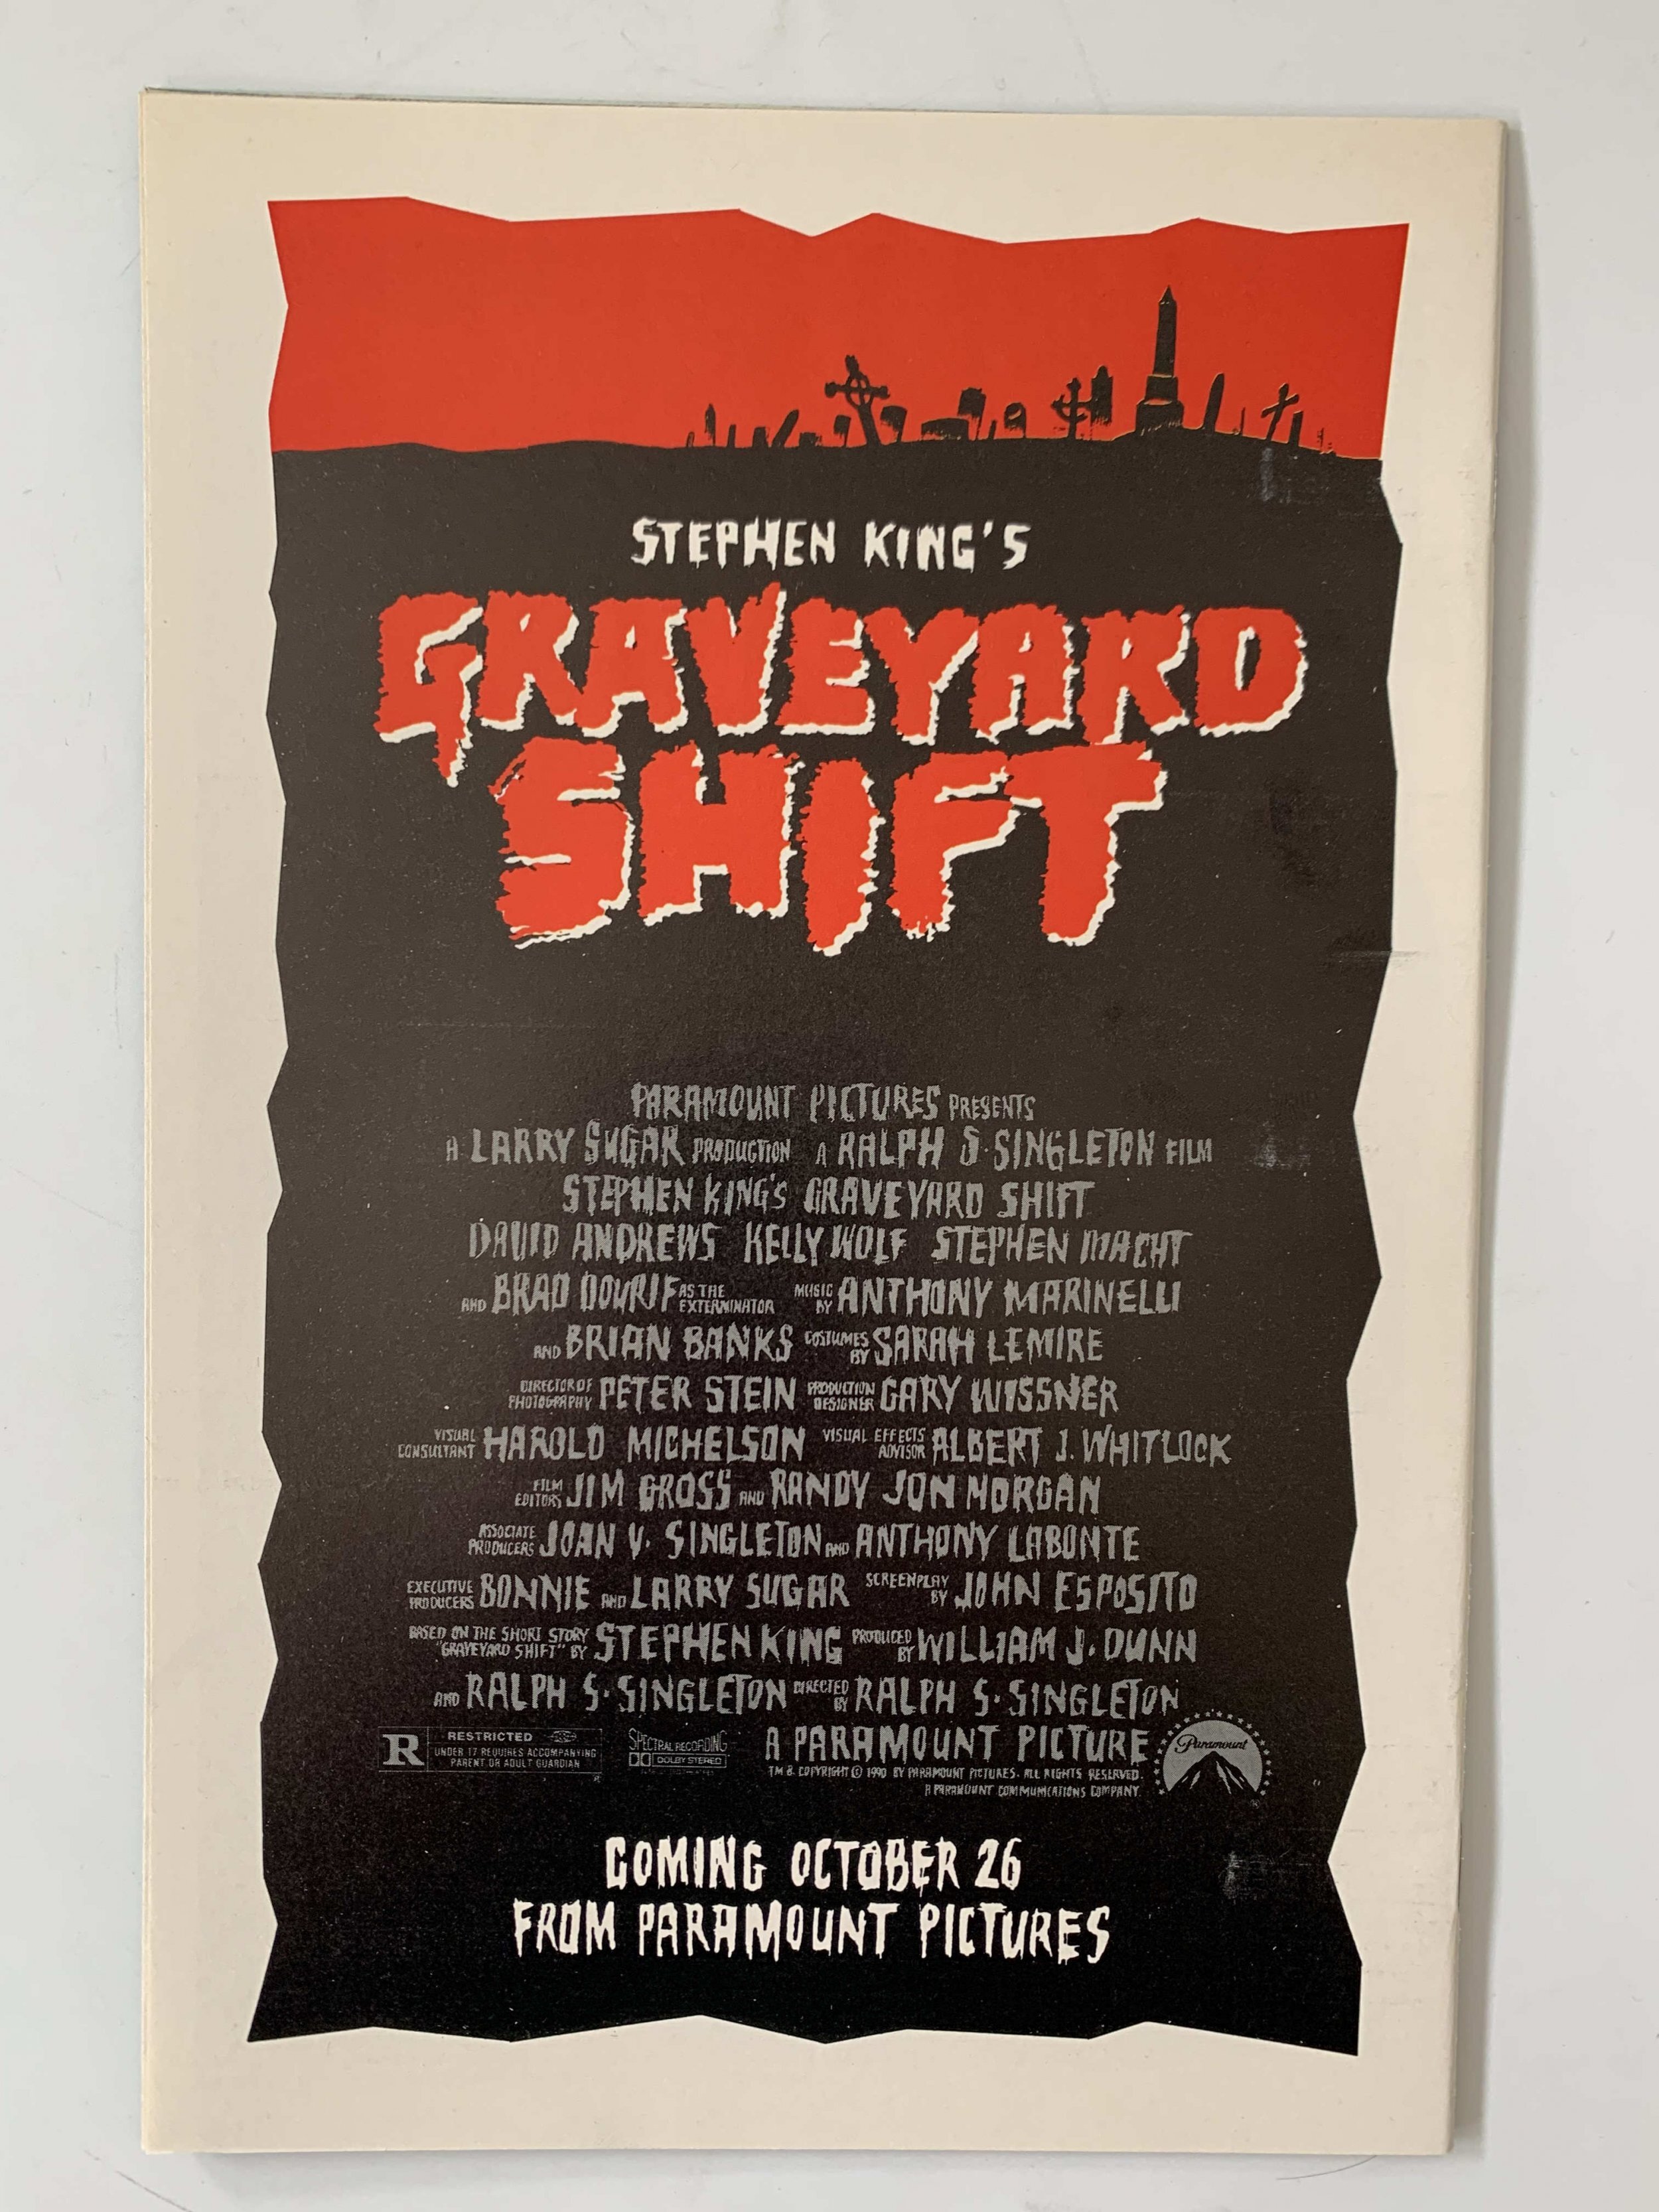 STEPHEN KING'S
GRAVEYARD
SHIFT
PARAMOUNT PICTURES PRESENTS
A LARRY SUGAR PRODUCTION A RALPH S. SINGLETON FILM
STEPHEN KING'S GRAVEYARD SHIFT
DAVID ANDREWS KELLY WOLF STEPHEN MACHT
AND BRAD DOURIF AS THE EXTERMINATOR MUSIC BY ANTHONY MARINELLI
AND BRIAN BANKS COSTUMES BY SARAH LEMIRE
DIRECTOR OF PHOTOGRAPHY PETER STEIN PRODUCTION DESIGNER GARY WISSNER
VISUAL CONSULTANT HAROLD MICHELSON VISUAL EFFECTS ADVISOR ALBERT J. WHITLOCK
FILM EDITORS JIM GROSS AND RANDY JON MORGAN
ASSOCIATE PRODUCERS JOAN V. SINGLETON AND ANTHONY LABONTE
EXECUTIVE PRODUCERS BONNIE AND LARRY SUGAR SCREENPLAY BY JOHN ESPOSITO
BASED ON THE SHORT STORY "GRAVEYARD SHIFT" BY STEPHEN KING PRODUCED BY WILLIAM J. DUNN
AND RALPH S. SINGLETON DIRECTED BY RALPH S. SINGLETON
R RESTRICTED
UNDER 17 REQUIRES ACCOMPANYING
PARENT OR ADULT GUARDIAN
SPECTRAL RECORDING
DOLBY STEREO
A PARAMOUNT PICTURE
TM & COPYRIGHT © 1990 BY PARAMOUNT PICTURES. ALL RIGHTS RESERVED.
A PARAMOUNT COMMUNICATIONS COMPANY.
Paramount
COMING OCTOBER 26
FROM PARAMOUNT PICTURES